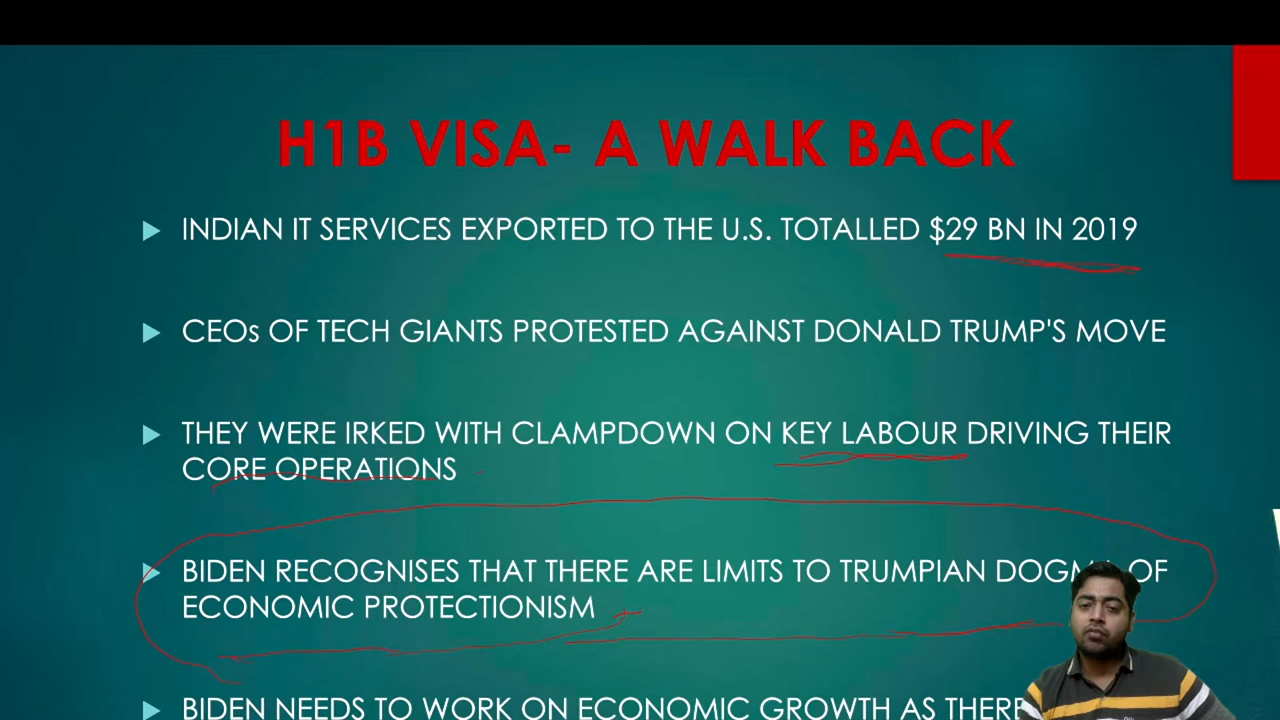 H1B VISA- A WALK BACK
INDIAN IT SERVICES EXPORTED TO THE U.S. TOTALLED $29 BN IN 2019
CEOs OF TECH GIANTS PROTESTED AGAINST DONALD TRUMP'S MOVE
THEY WERE IRKED WITH CLAMPDOWN ON KEY LABOUR DRIVING THEIR
CORE OPERATIONS
BIDEN RECOGNISES THAT THERE ARE LIMITS TO TRUMPIAN DOGMA OF
ECONOMIC PROTECTIONISM
BIDEN NEEDS TO WORK ON ECONOMIC GROWTH AS THERE